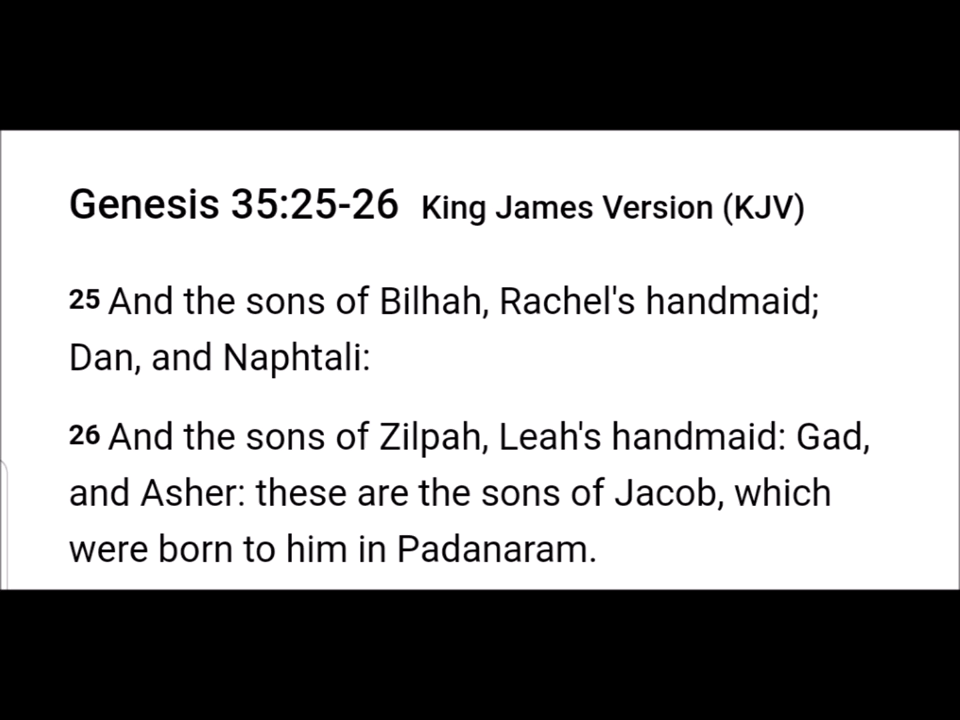 Genesis 35:25-26 King James Version (KJV)
25 And the sons of Bilhah, Rachel's handmaid;
Dan, and Naphtali:
26 And the sons of Zilpah, Leah's handmaid: Gad,
and Asher: these are the sons of Jacob, which
were born to him in Padanaram.